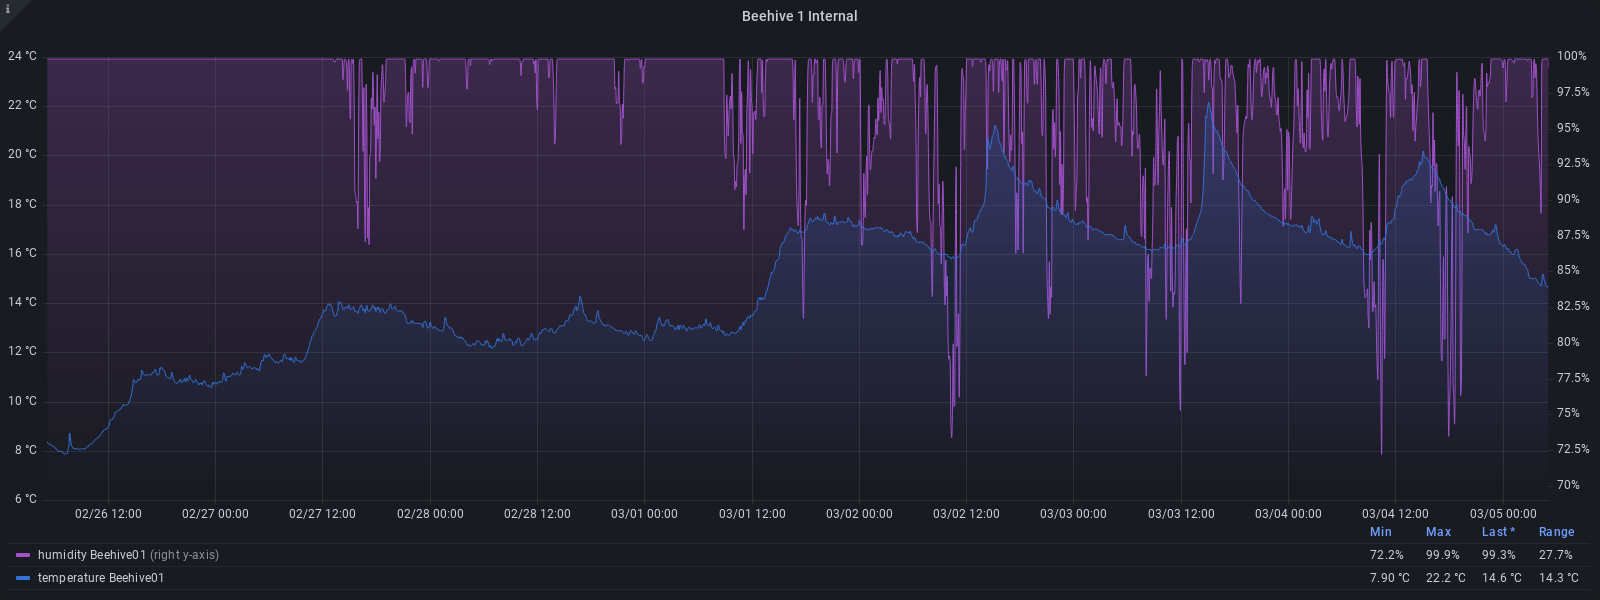 i
Beehive 1 Internal
24 °C 100%
22 °C 97.5%
95%
20 °C 92.5%
18 °C 90%
87.5%
16 °C 85%
14 °C 82.5%
12 °C 80%
77.5%
10 °C 75%
8 °C 72.5%
6 °C 70%
02/26 12:00 02/27 00:00 02/27 12:00 02/28 00:00 02/28 12:00 03/01 00:00 03/01 12:00 03/02 00:00 03/02 12:00 03/03 00:00 03/03 12:00 03/04 00:00 03/04 12:00 03/05 00:00
Min Max Last * Range
humidity Beehive01 (right y-axis) 72.2% 99.9% 99.3% 27.7%
temperature Beehive01 7.90 °C 22.2 °C 14.6 °C 14.3 °C